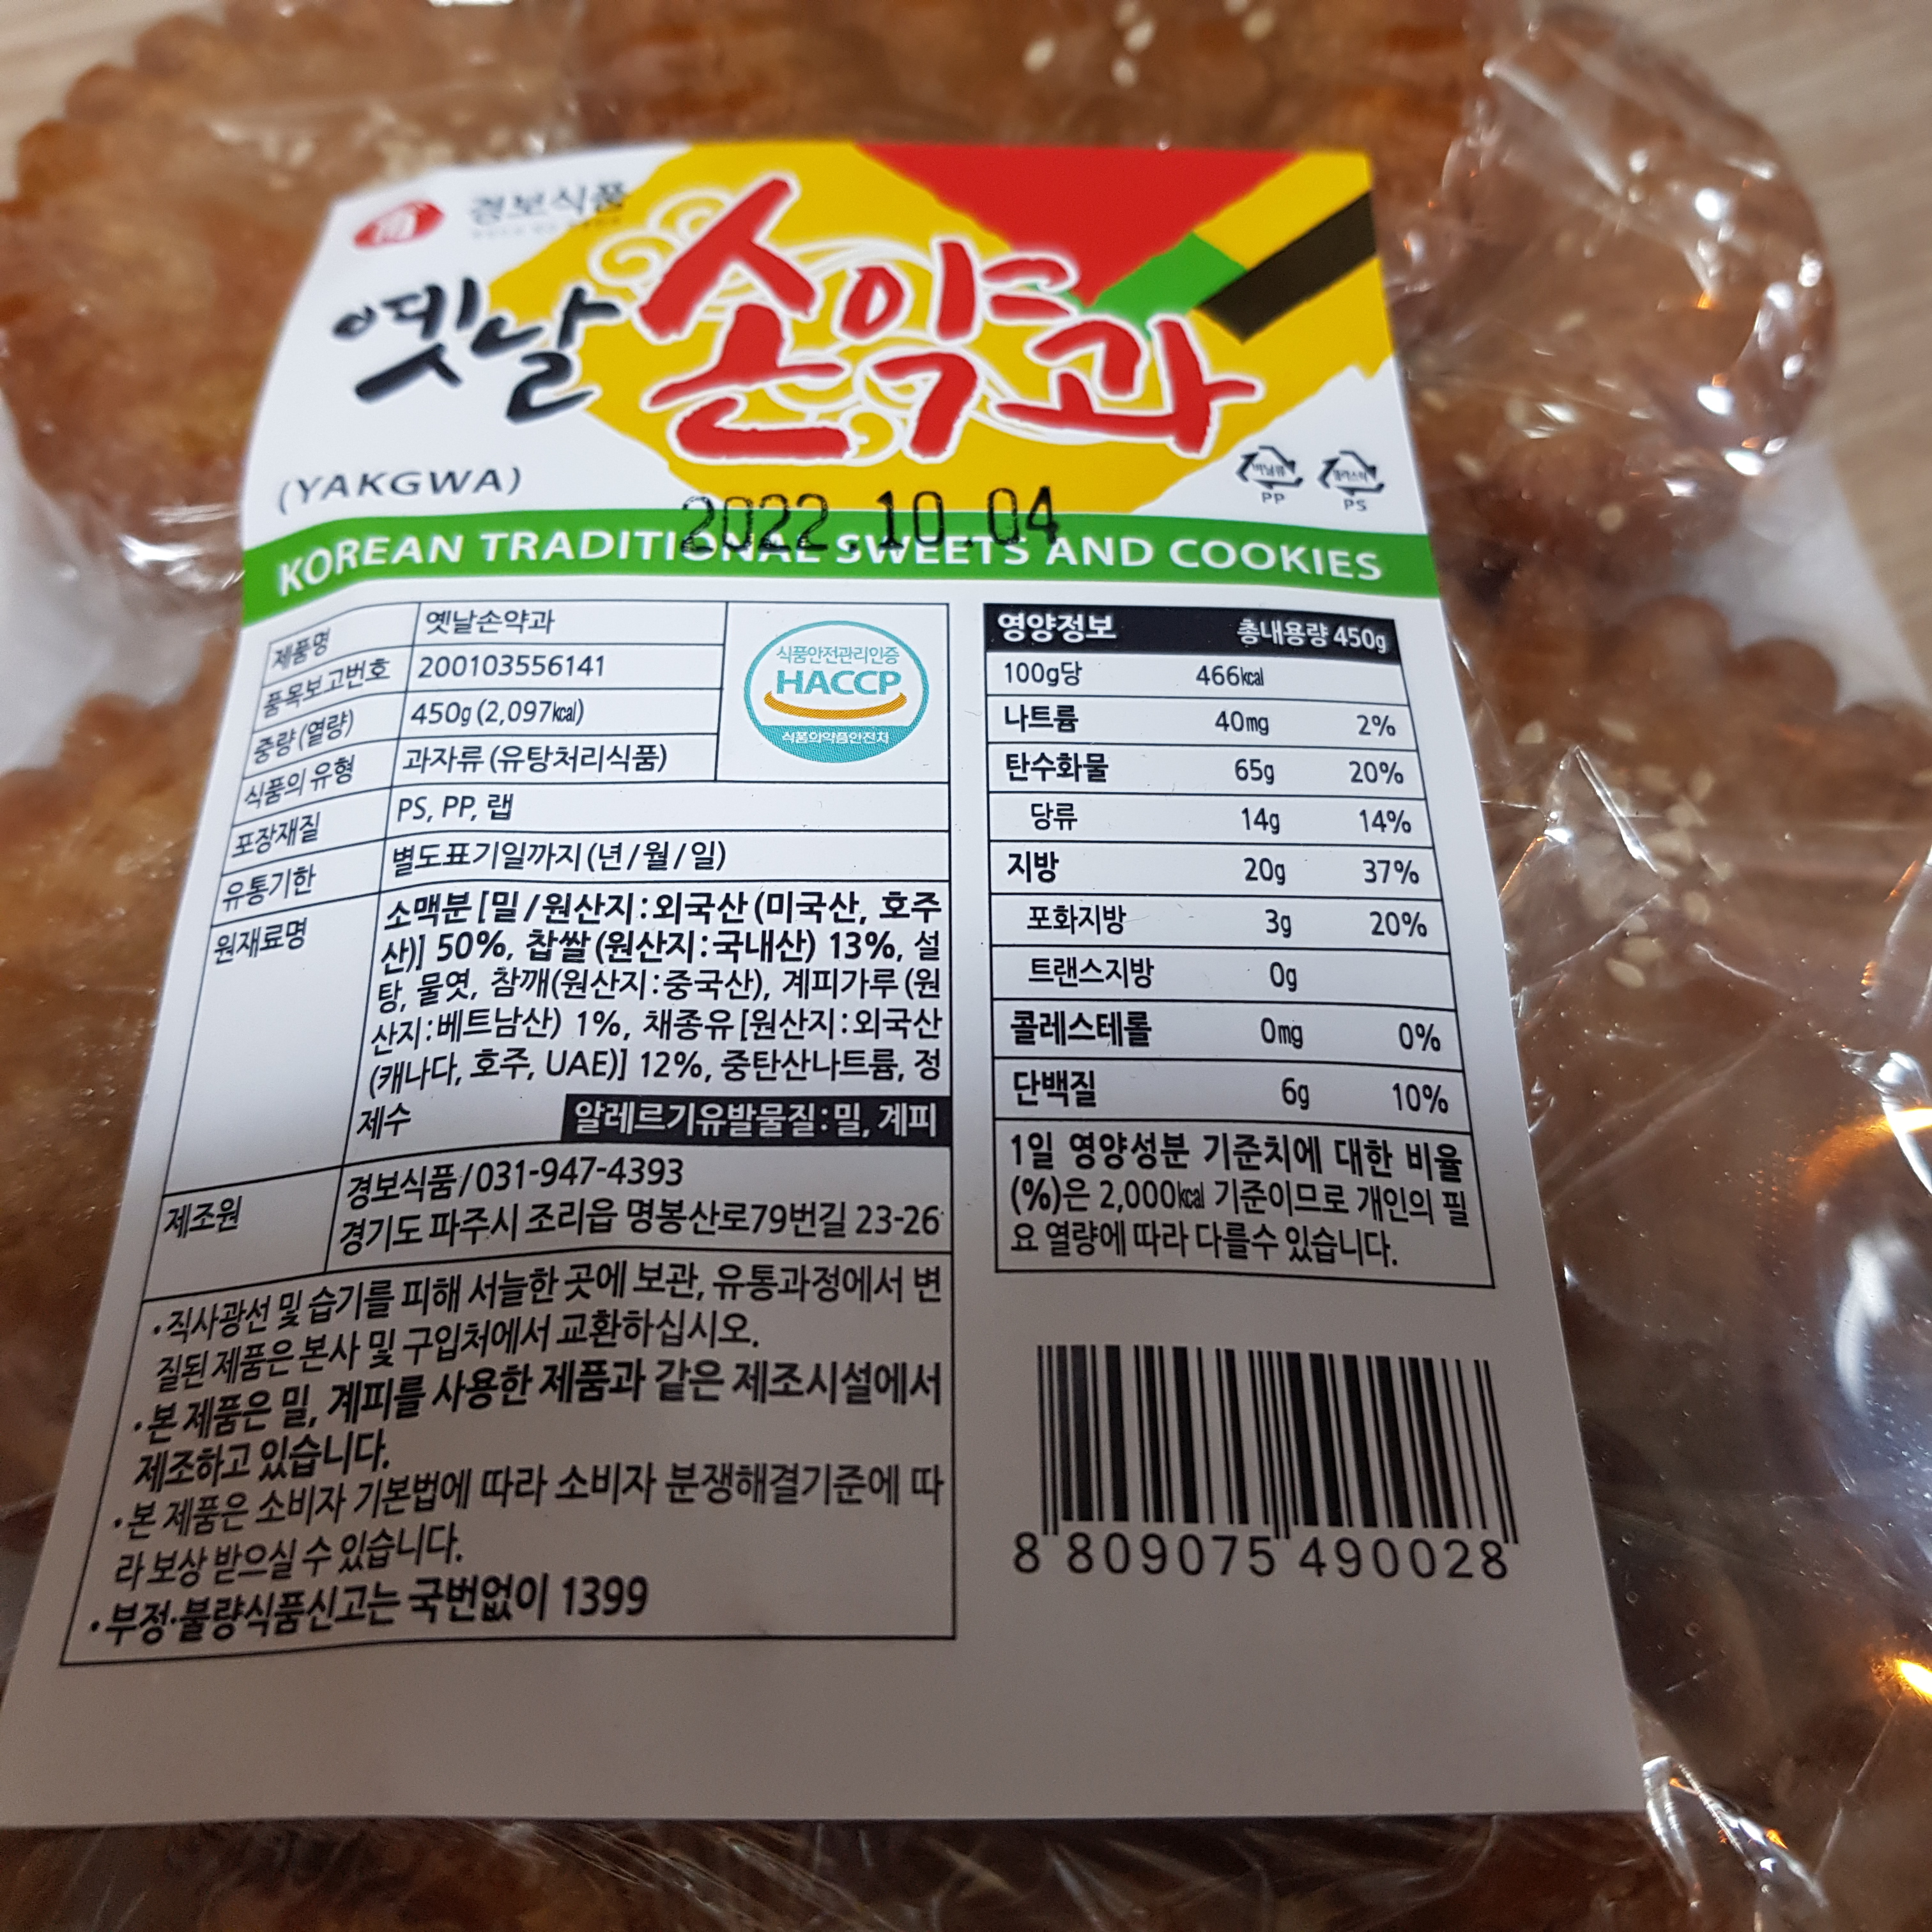 경보식품
옛날 손약과
(YAKGWA)
2022.10.04
비닐류
PP
플라스틱
PS
KOREAN TRADITIONAL SWEETS AND COOKIES
제품명 옛날손약과
품목보고번호 200103556141
중량(열량) 450g (2,097kcal)
식품의 유형 과자류(유탕처리식품)
식품안전관리인증
HACCP
식품의약품안전처
포장재질 PS, PP, 랩
유통기한 별도표기일까지(년/월/일)
원재료명 소맥분[밀/원산지:외국산(미국산, 호주
산)] 50%, 찹쌀(원산지:국내산) 13%, 설
탕, 물엿, 참깨(원산지:중국산), 계피가루(원
산지:베트남산) 1%, 채종유[원산지:외국산
(캐나다, 호주, UAE)] 12%, 중탄산나트륨, 정
제수 알레르기유발물질:밀, 계피
제조원 경보식품/031-947-4393
경기도 파주시 조리읍 명봉산로79번길 23-26
·직사광선 및 습기를 피해 서늘한 곳에 보관, 유통과정에서 변
질된 제품은 본사 및 구입처에서 교환하십시오.
·본 제품은 밀, 계피를 사용한 제품과 같은 제조시설에서
제조하고 있습니다.
·본 제품은 소비자 기본법에 따라 소비자 분쟁해결기준에 따
라 보상 받으실 수 있습니다.
·부정·불량식품신고는 국번없이 1399
영양정보 총내용량 450g
100g당 466kcal
나트륨 40mg 2%
탄수화물 65g 20%
당류 14g 14%
지방 20g 37%
포화지방 3g 20%
트랜스지방 0g
콜레스테롤 0mg 0%
단백질 6g 10%
1일 영양성분 기준치에 대한 비율
(%)은 2,000kcal 기준이므로 개인의 필
요 열량에 따라 다를수 있습니다.
8 809075 490028